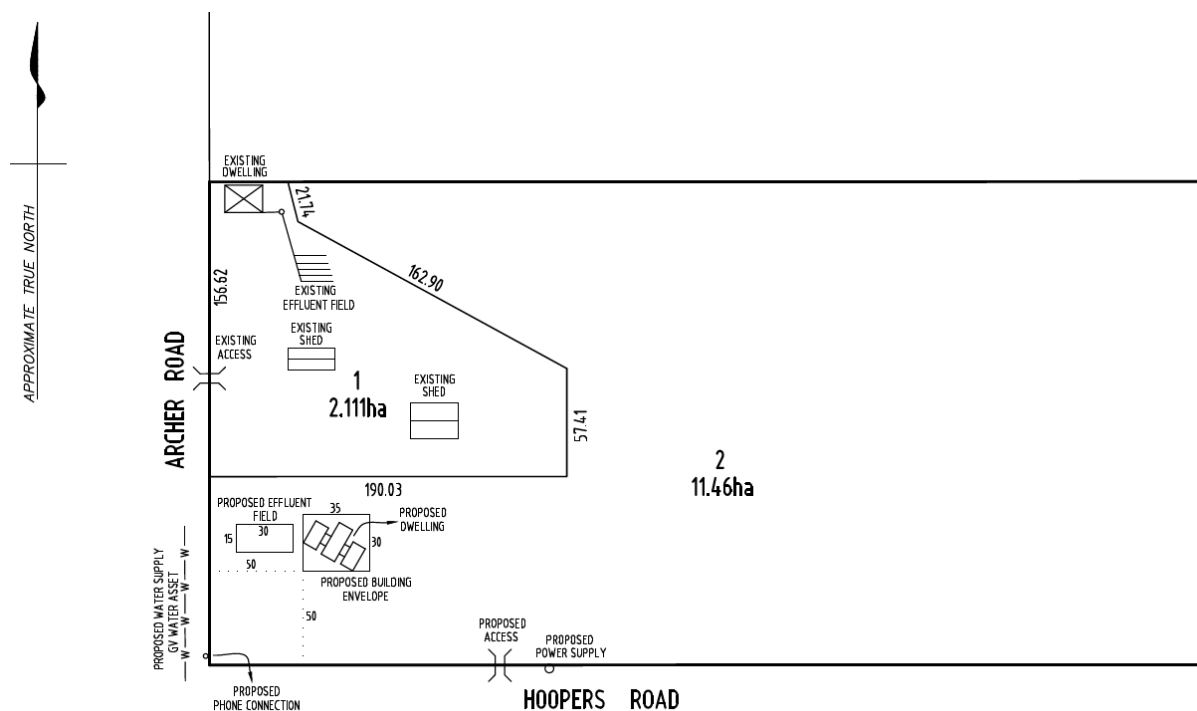 APPROXIMATE TRUE NORTH
EXISTING
DWELLING
21.74
162.90
156.62
EXISTING
EFFLUENT FIELD
EXISTING
SHED
EXISTING
ACCESS
ARCHER ROAD
1
2.111ha
EXISTING
SHED
57.41
2
11.46ha
190.03
PROPOSED EFFLUENT
FIELD
30
15
50
35
30
PROPOSED
DWELLING
PROPOSED BUILDING
ENVELOPE
50
PROPOSED WATER SUPPLY
GV WATER ASSET
W W W W W
PROPOSED
ACCESS
PROPOSED
POWER SUPPLY
PROPOSED
PHONE CONNECTION
HOOPERS ROAD